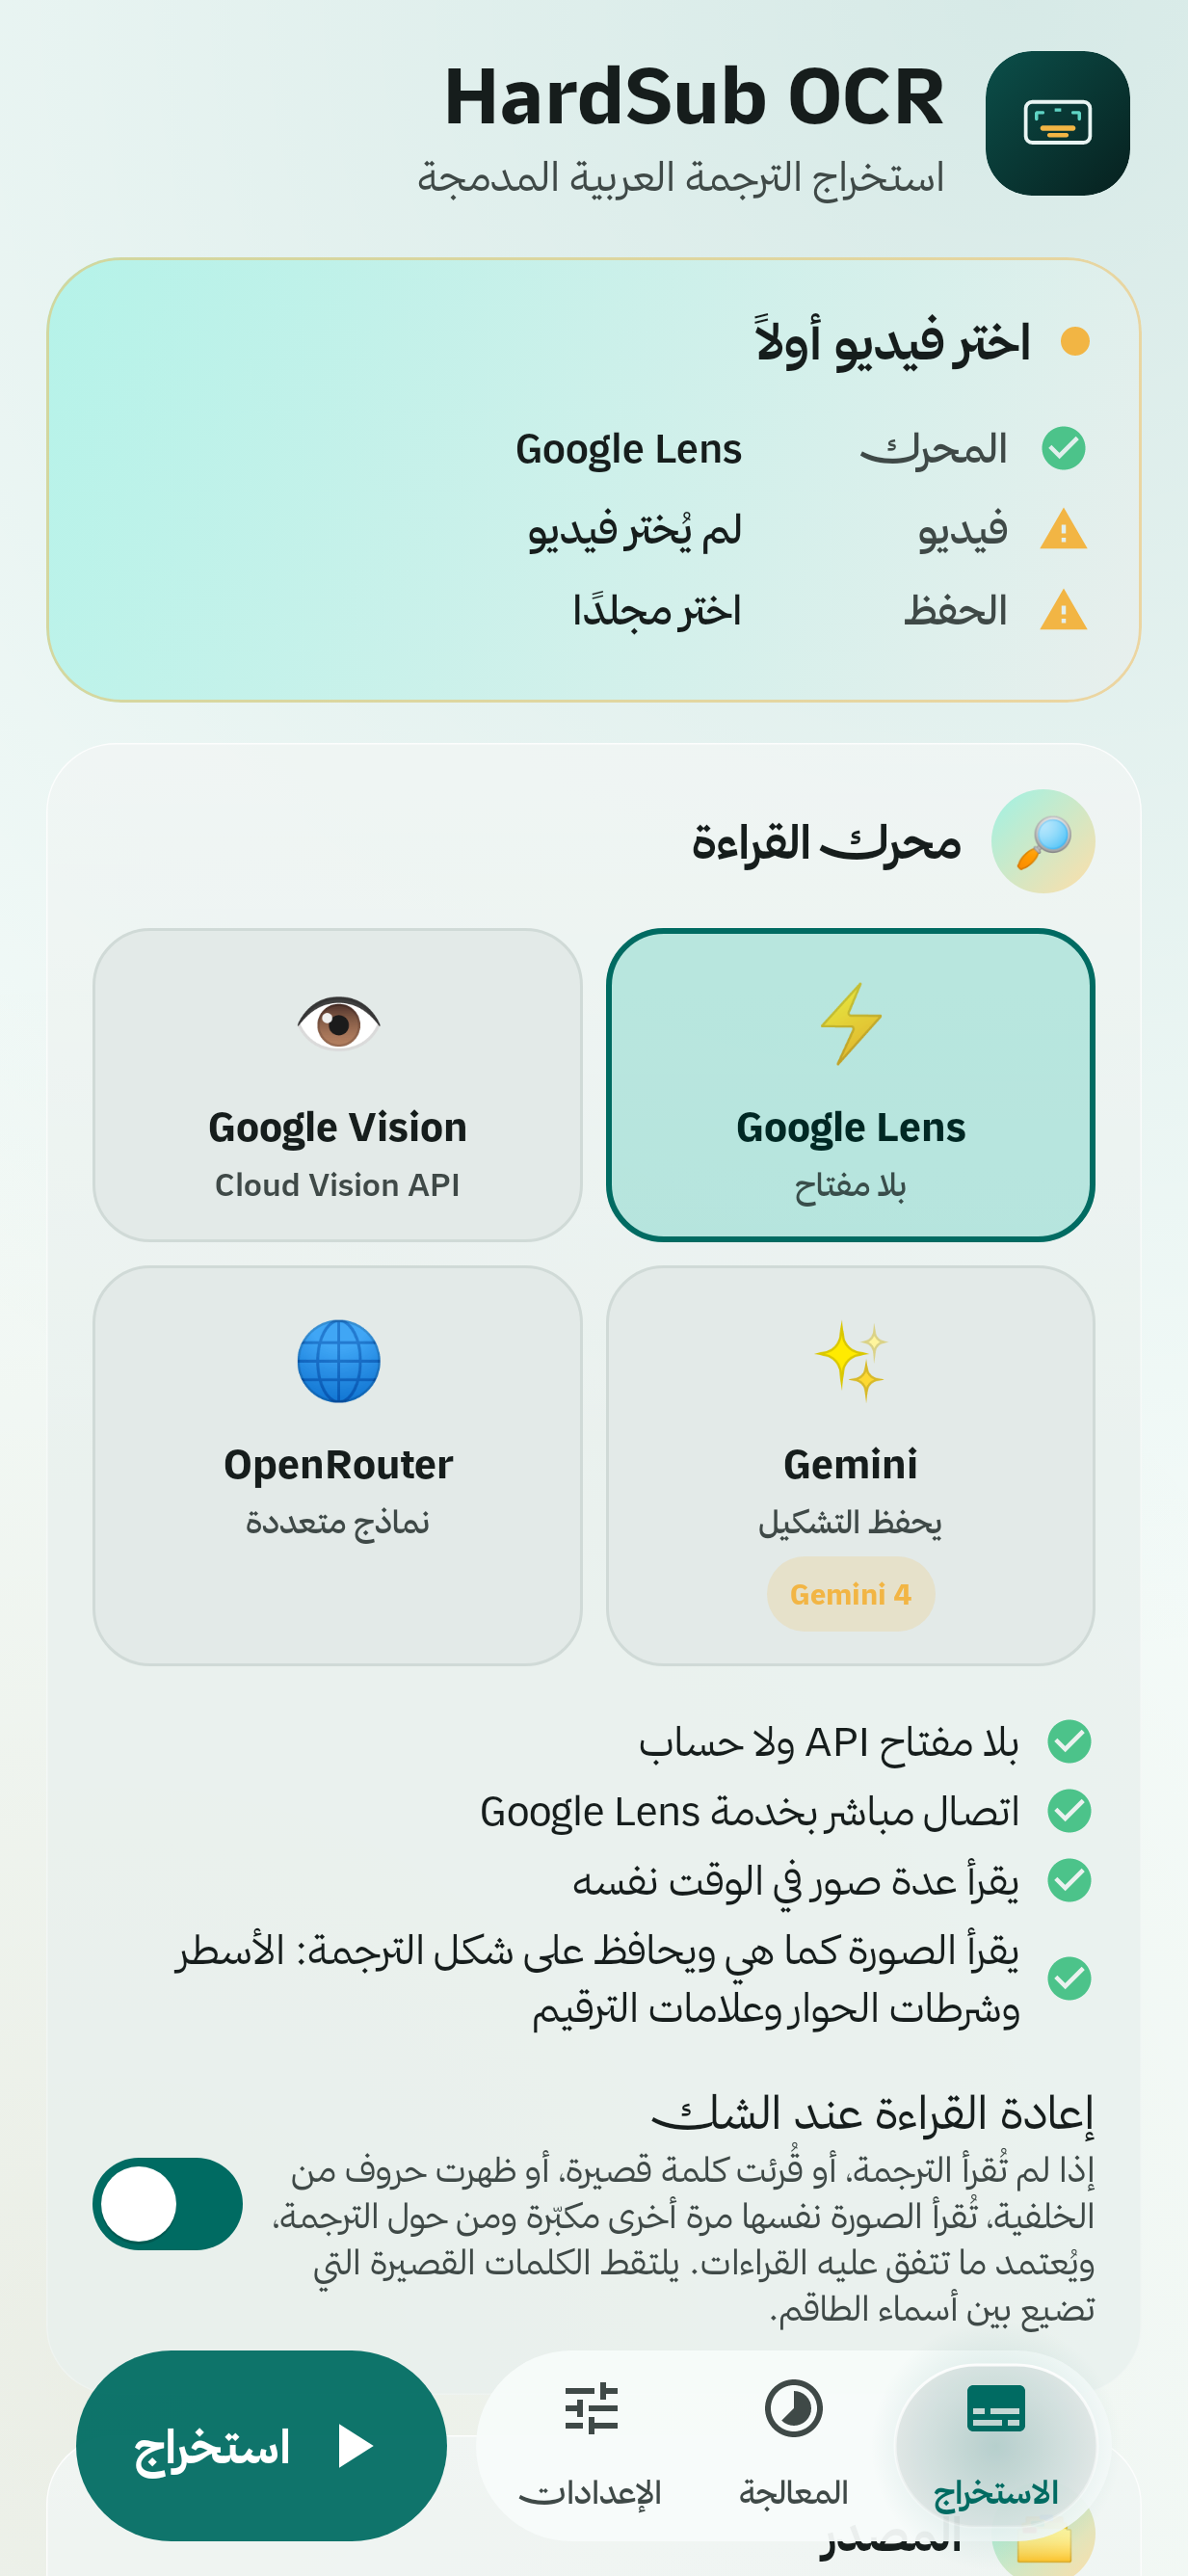 HardSub OCR
استخراج الترجمة العربية المدمجة
اختر فيديو أولاً
المحرك Google Lens
فيديو لم يُختر فيديو
الحفظ اختر مجلدًا
محرك القراءة
Google Lens
بلا مفتاح
Google Vision
Cloud Vision API
Gemini
يحفظ التشكيل
Gemini 4
OpenRouter
نماذج متعددة
بلا مفتاح API ولا حساب
اتصال مباشر بخدمة Google Lens
يقرأ عدة صور في الوقت نفسه
يقرأ الصورة كما هي ويحافظ على شكل الترجمة: الأسطر
وشرطات الحوار وعلامات الترقيم
إعادة القراءة عند الشك
إذا لم تُقرأ الترجمة، أو قُرئت كلمة قصيرة، أو ظهرت حروف من
الخلفية، تُقرأ الصورة نفسها مرة أخرى مكبّرة ومن حول الترجمة،
ويُعتمد ما تتفق عليه القراءات. يلتقط الكلمات القصيرة التي
تضيع بين أسماء الطاقم.
الاستخراج
المعالجة
الإعدادات
استخراج
المصدر